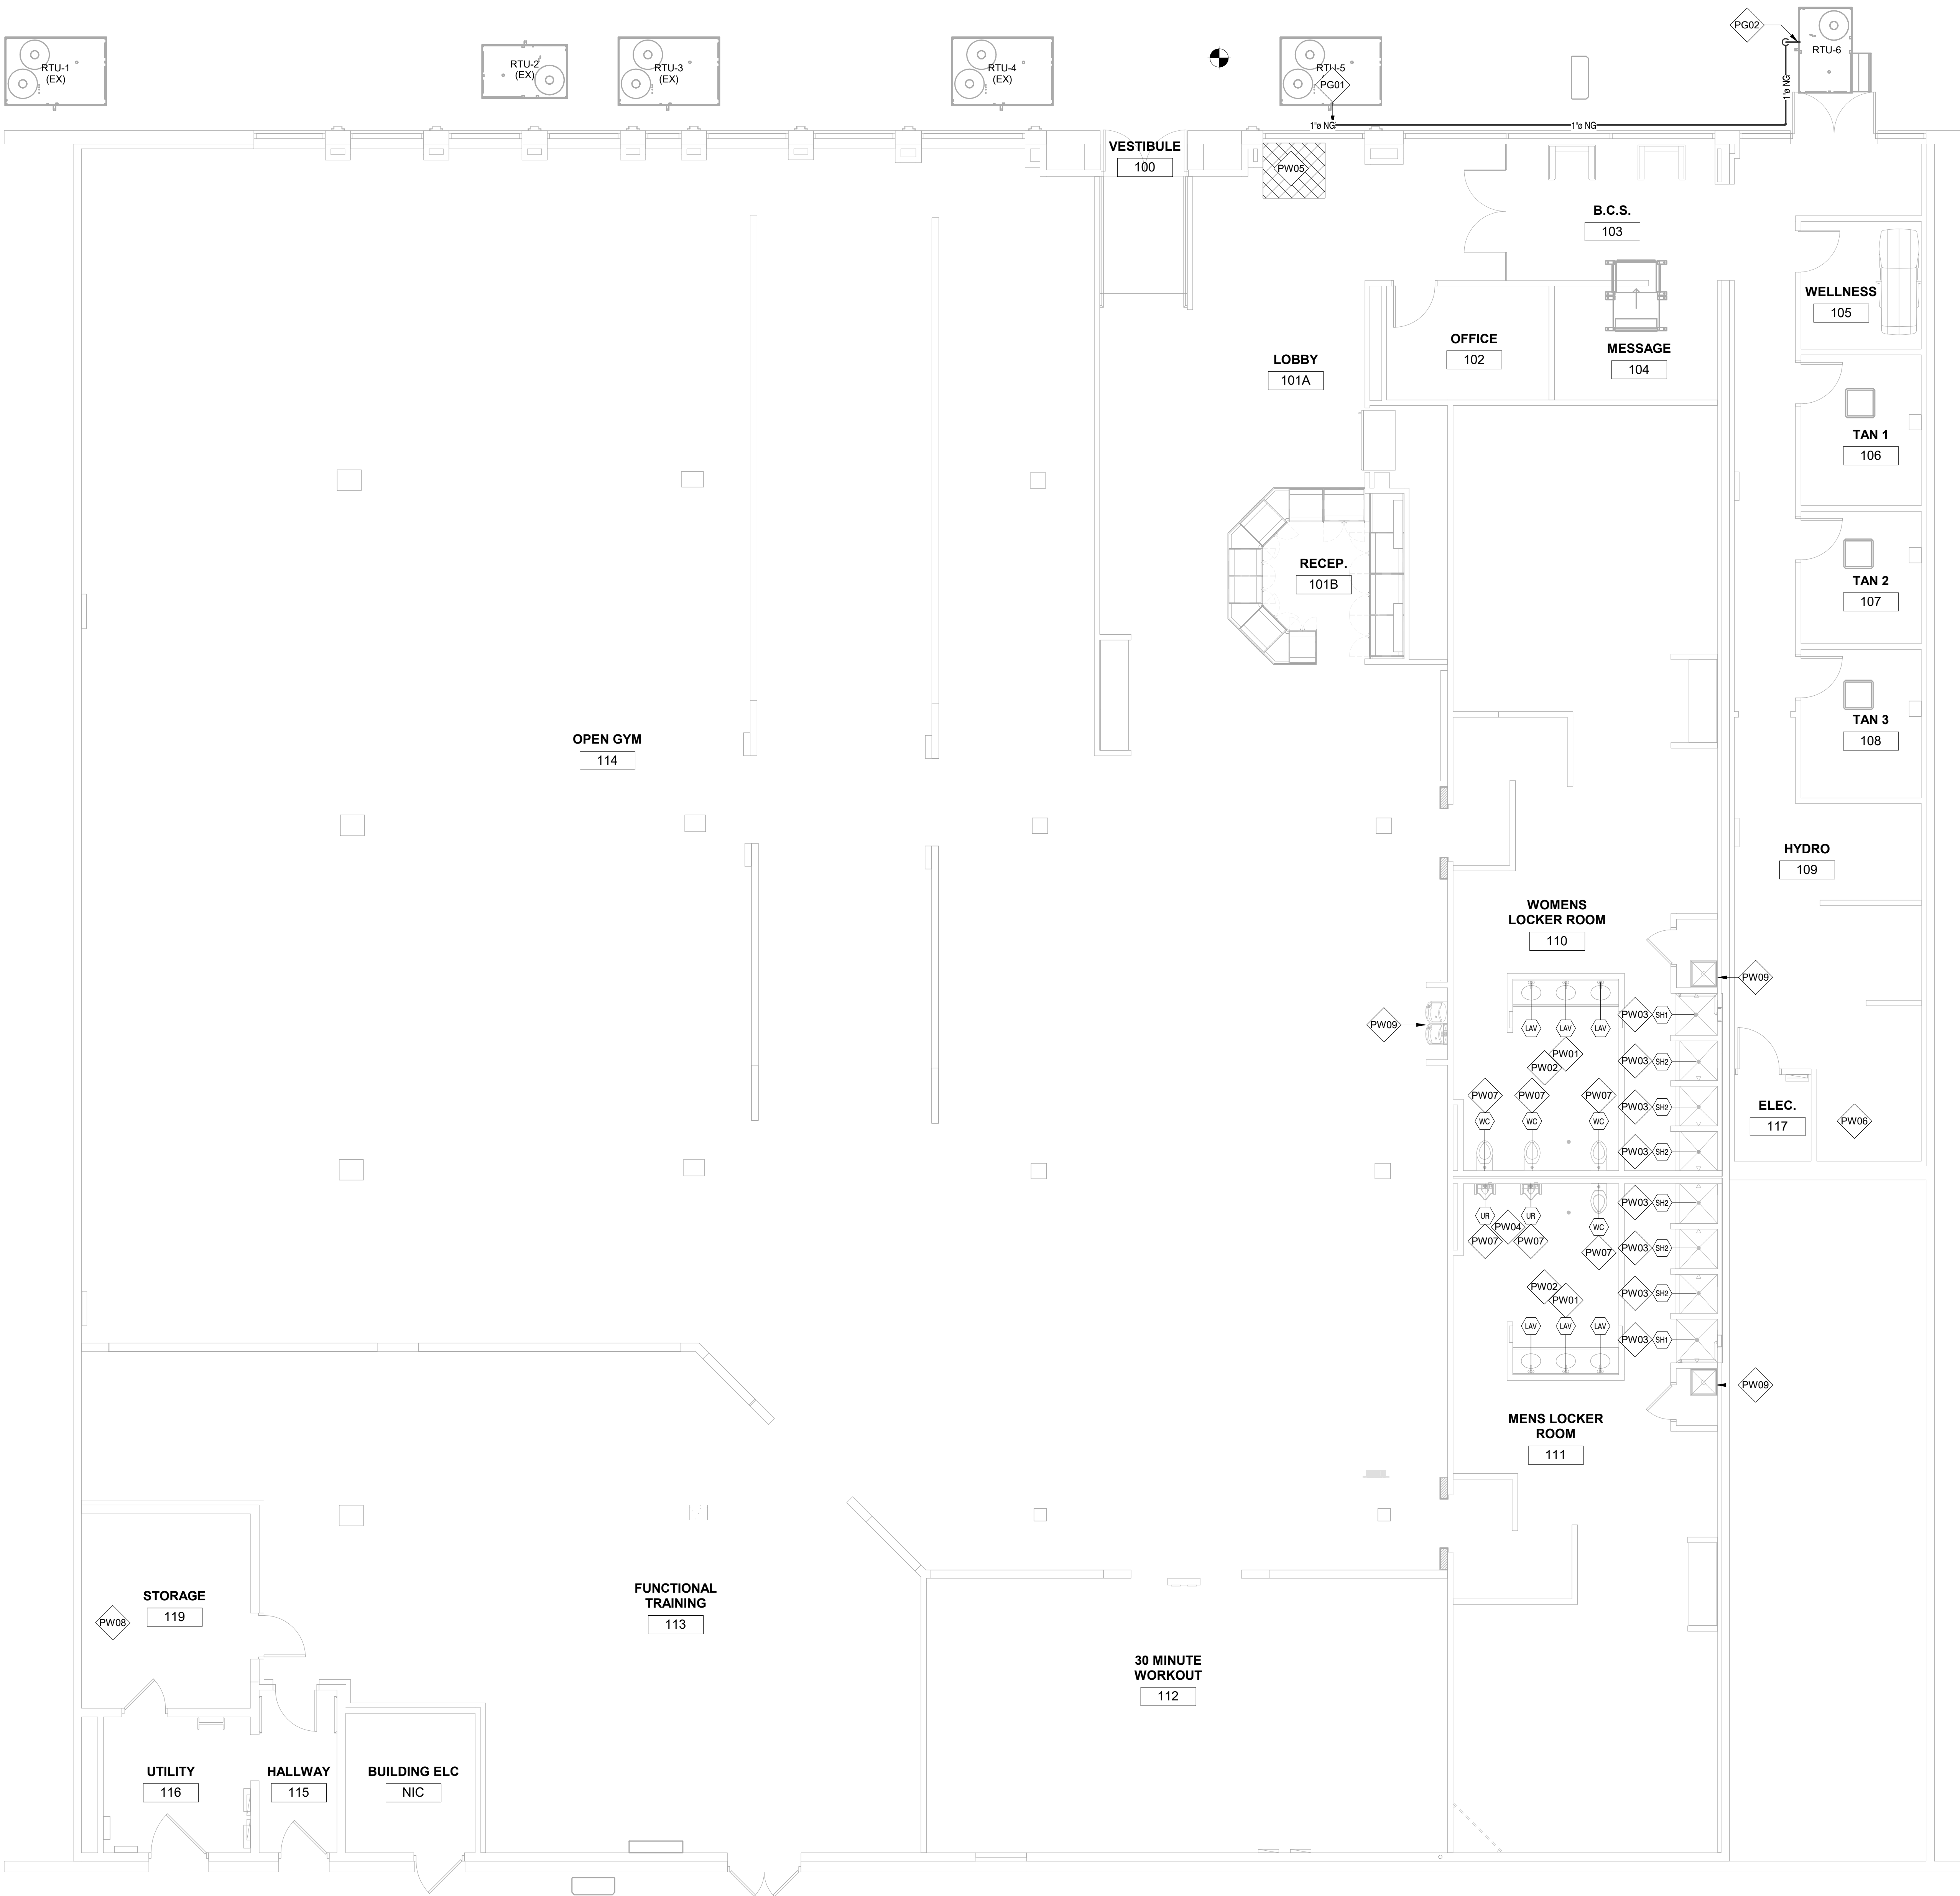 PG02
RTU-1
(EX)
RTU-2
(EX)
RTU-3
(EX)
RTU-4
(EX)
RTU-5
PG01
RTU-6
1"ø NG
1"ø NG
1"ø NG
VESTIBULE
100
PW05
B.C.S.
103
WELLNESS
105
OFFICE
102
MESSAGE
104
LOBBY
101A
TAN 1
106
RECEP.
101B
TAN 2
107
TAN 3
108
OPEN GYM
114
HYDRO
109
WOMENS
LOCKER ROOM
110
PW09
PW09
LAV
LAV
LAV
PW03
SH1
PW01
PW02
PW03
SH2
PW07
PW07
PW07
PW03
SH2
WC
WC
WC
ELEC.
117
PW06
PW03
SH2
PW03
SH2
UR
UR
WC
PW04
PW07
PW07
PW07
PW03
SH2
PW02
PW01
PW03
SH2
LAV
LAV
LAV
PW03
SH1
PW09
MENS LOCKER
ROOM
111
STORAGE
119
PW08
FUNCTIONAL
TRAINING
113
30 MINUTE
WORKOUT
112
UTILITY
116
HALLWAY
115
BUILDING ELC
NIC